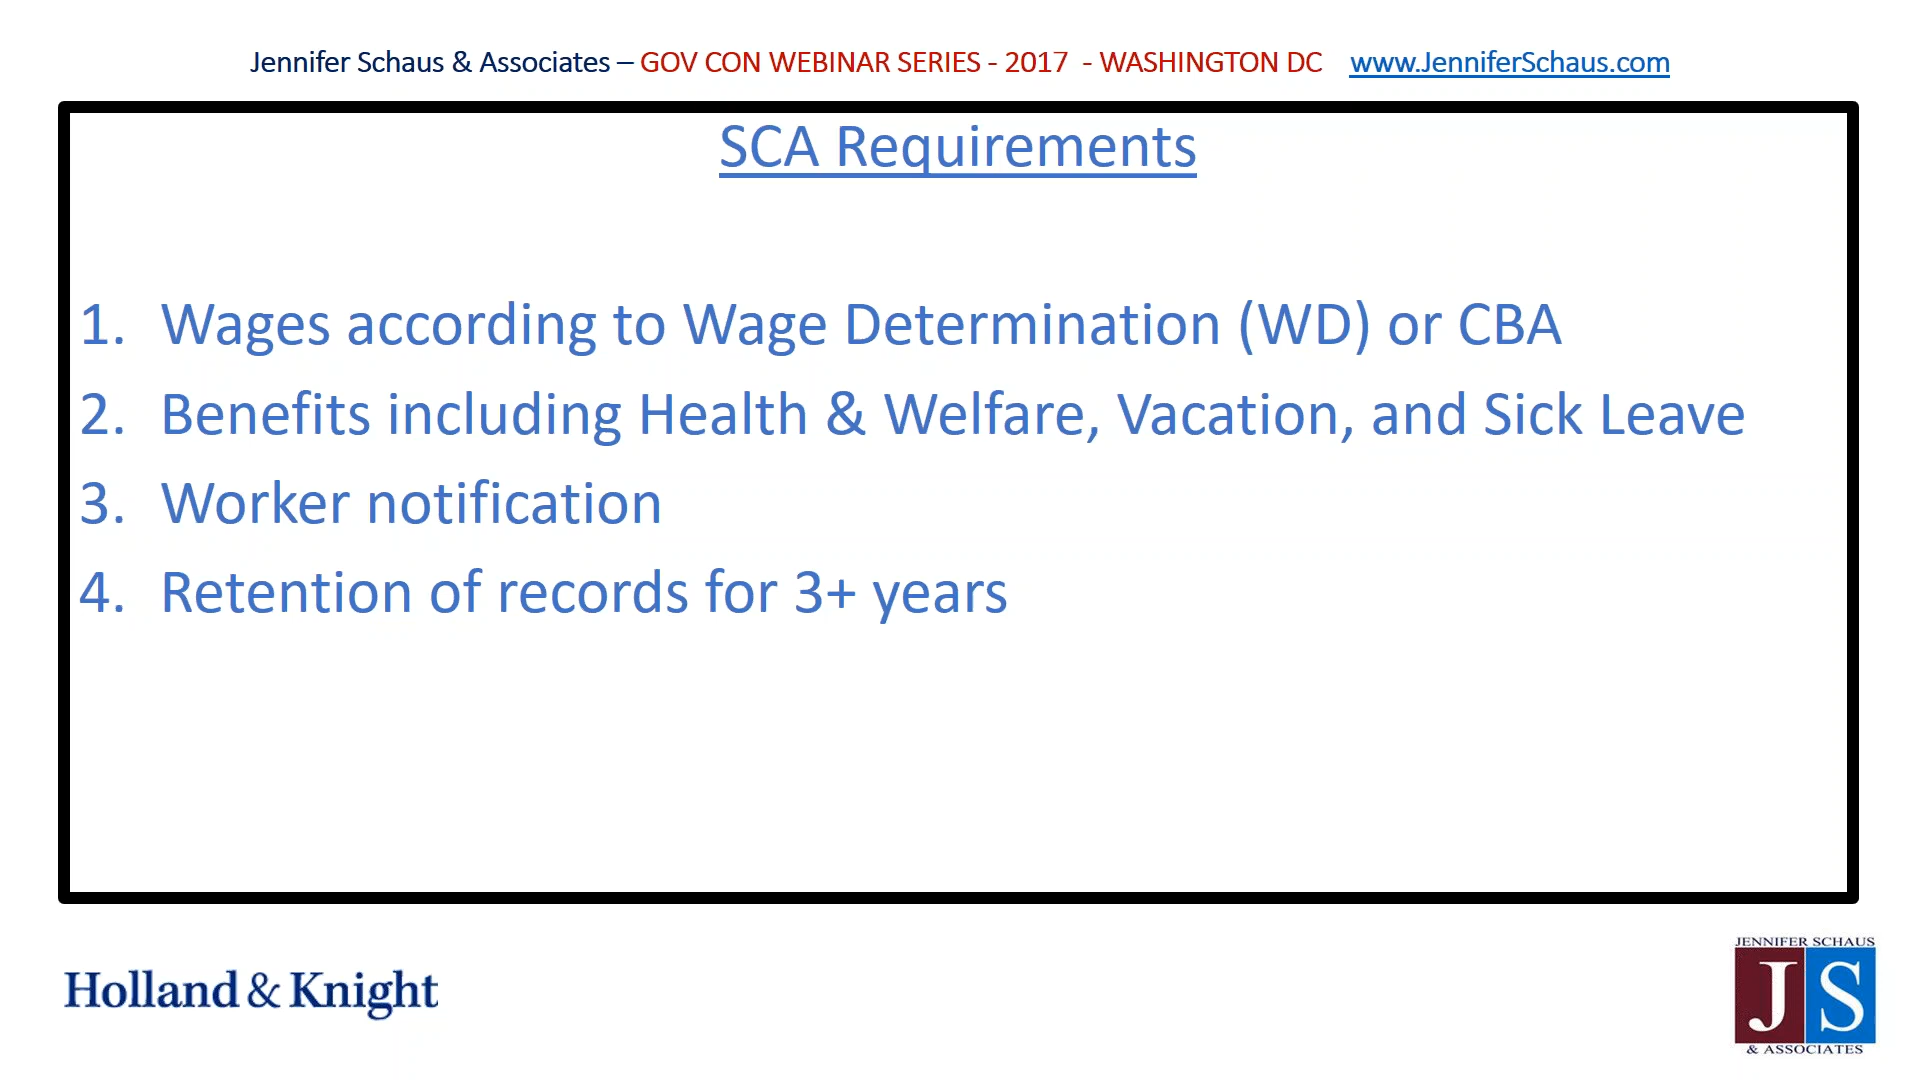 Jennifer Schaus & Associates – GOV CON WEBINAR SERIES - 2017 - WASHINGTON DC www.JenniferSchaus.com
SCA Requirements
1. Wages according to Wage Determination (WD) or CBA
2. Benefits including Health & Welfare, Vacation, and Sick Leave
3. Worker notification
4. Retention of records for 3+ years
Holland & Knight
JENNIFER SCHAUS
JS
& ASSOCIATES